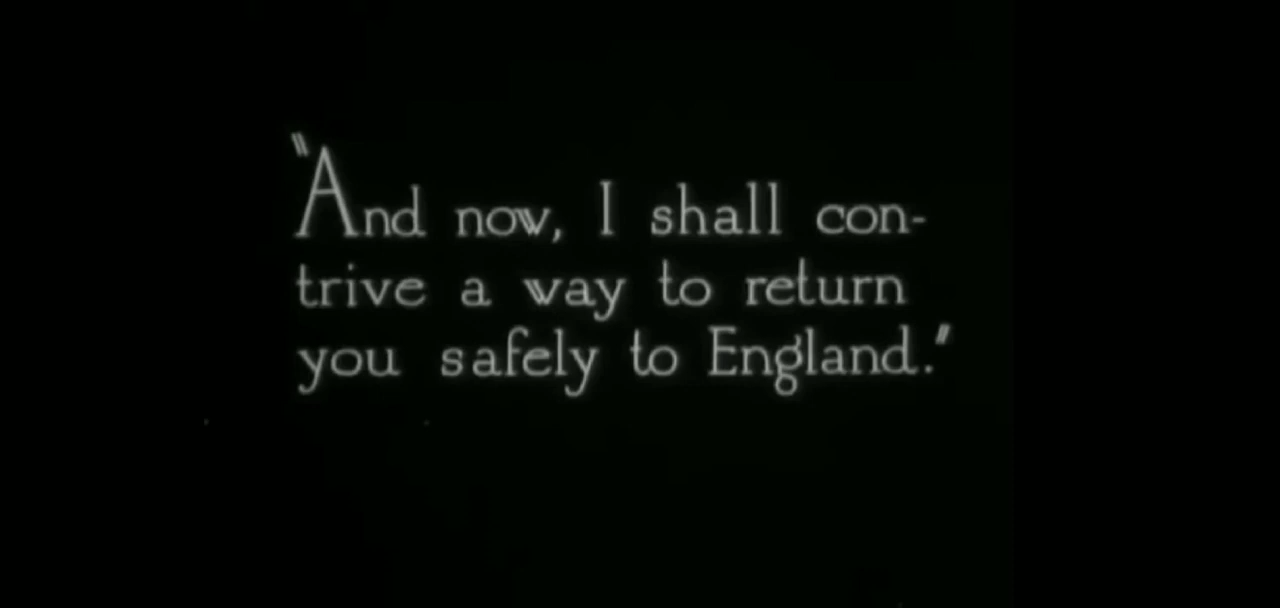 "And now, I shall con-
trive a way to return
you safely to England."